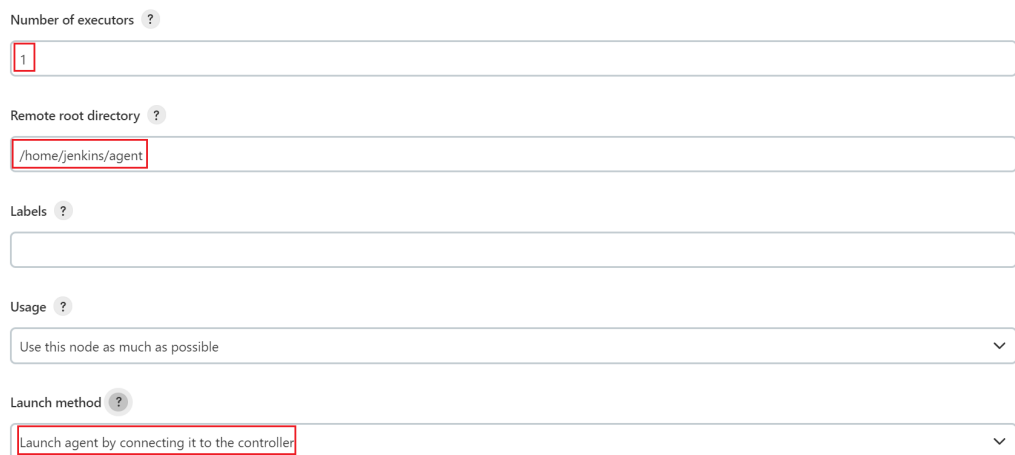 Number of executors ?
1
Remote root directory ?
/home/jenkins/agent
Labels ?
Usage ?
Use this node as much as possible
Launch method ?
Launch agent by connecting it to the controller